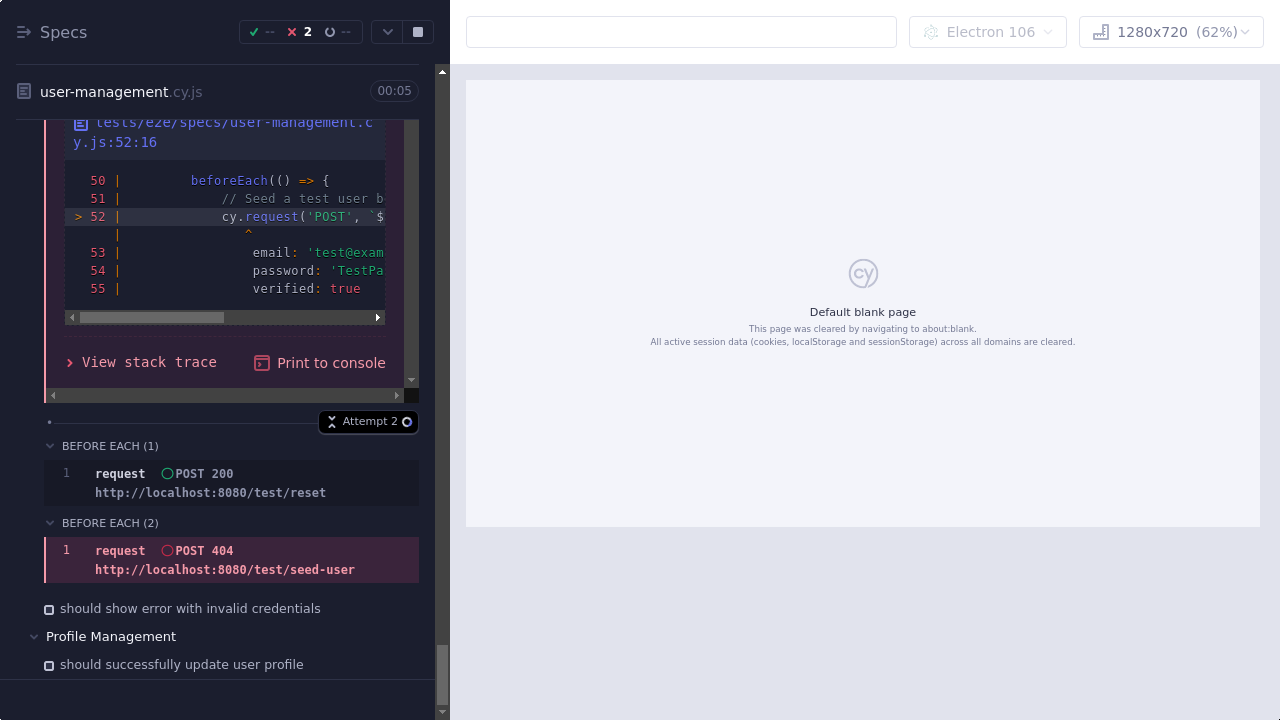 Specs
-- 2 --
user-management.cy.js 00:05
tests/e2e/specs/user-management.c
y.js:52:16
50 | beforeEach(() => {
51 | // Seed a test user b
> 52 | cy.request('POST', `$
| ^
53 | email: 'test@exam
54 | password: 'TestPa
55 | verified: true
View stack trace
Print to console
Attempt 2
BEFORE EACH (1)
1 request POST 200
http://localhost:8080/test/reset
BEFORE EACH (2)
1 request POST 404
http://localhost:8080/test/seed-user
should show error with invalid credentials
Profile Management
should successfully update user profile
Electron 106
1280x720 (62%)
cy
Default blank page
This page was cleared by navigating to about:blank.
All active session data (cookies, localStorage and sessionStorage) across all domains are cleared.